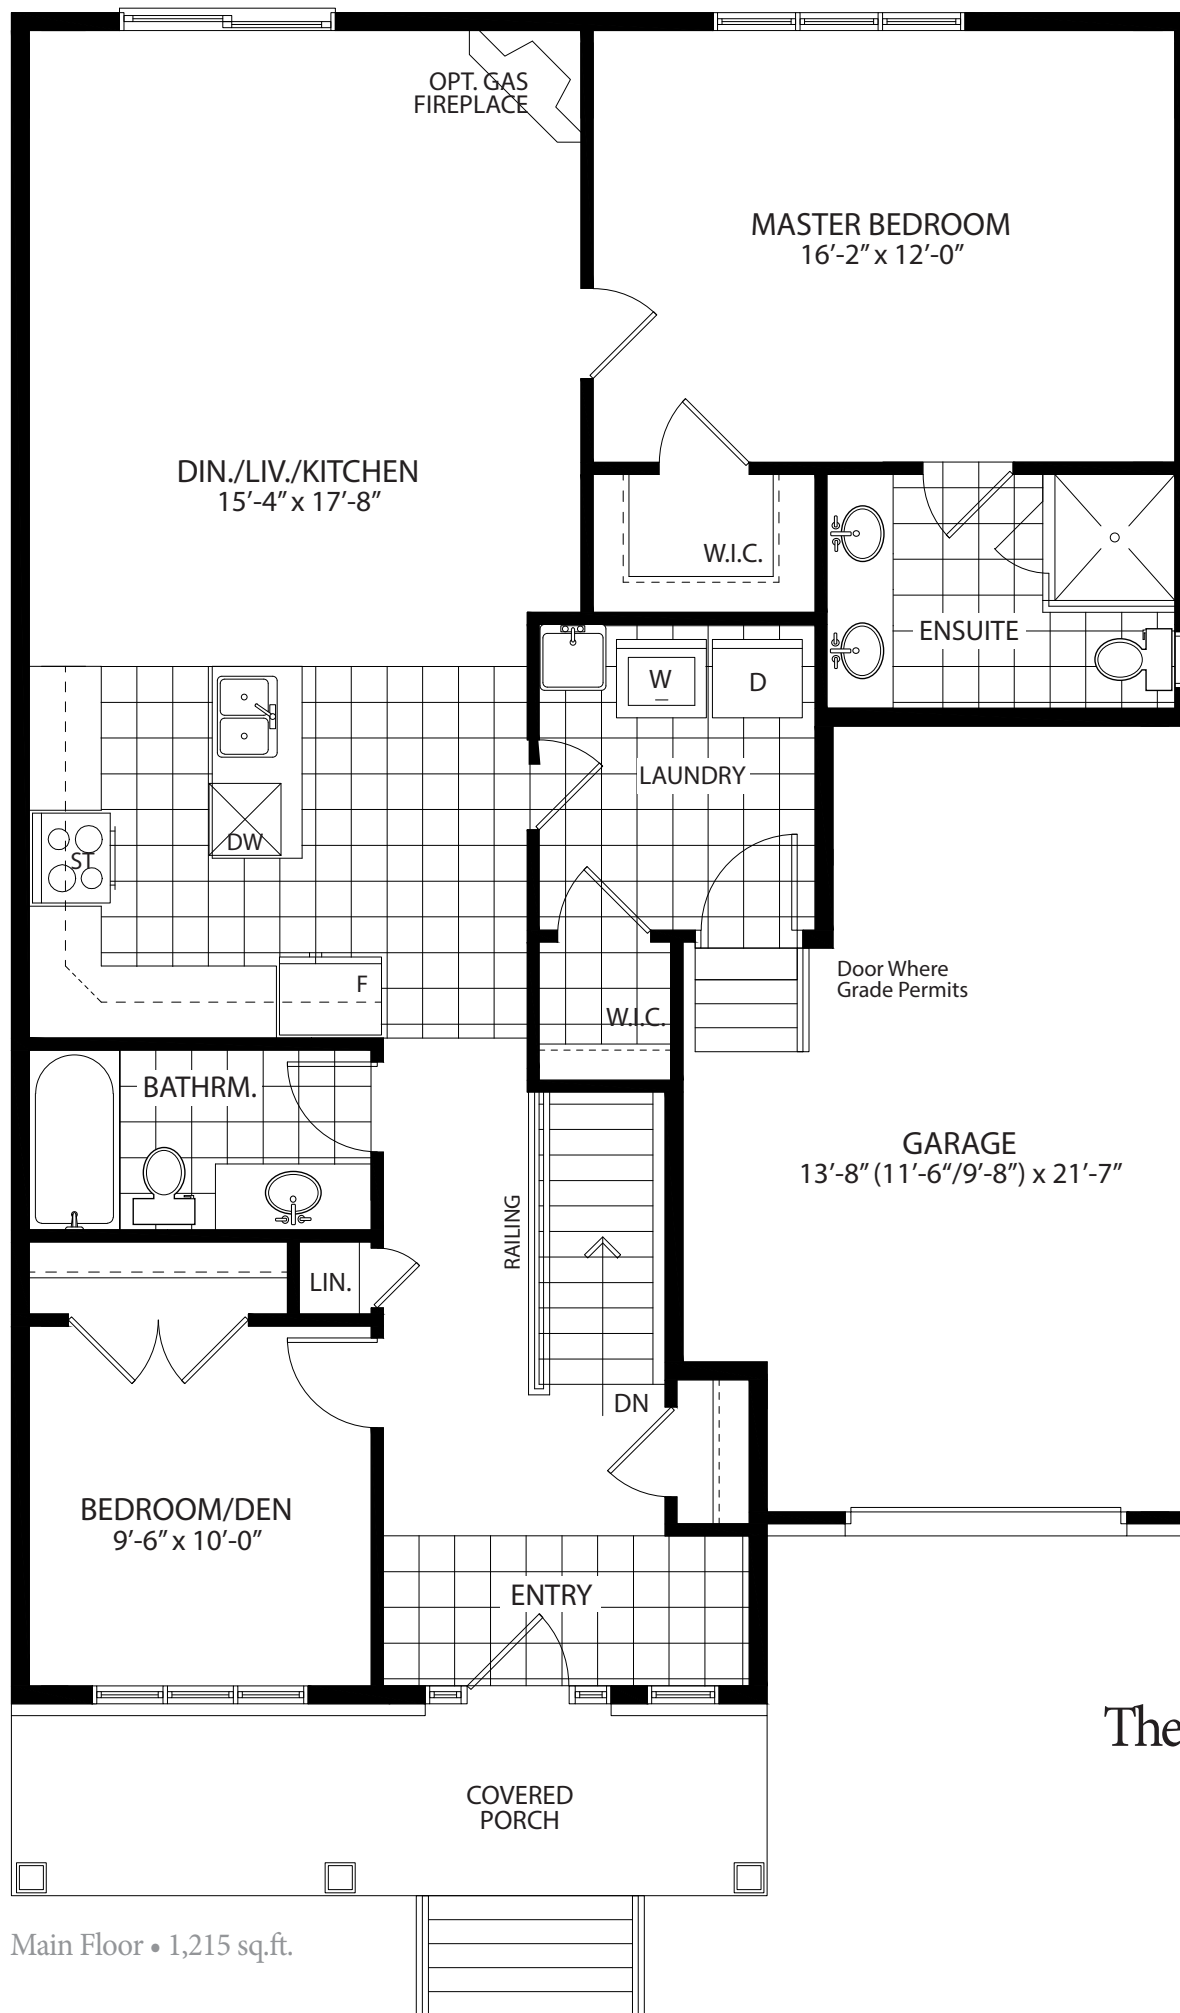 OPT. GAS
FIREPLACE
MASTER BEDROOM
16'-2" x 12'-0"
DIN./LIV./KITCHEN
15'-4" x 17'-8"
W.I.C.
ENSUITE
W
D
LAUNDRY
DW
ST
F
Door Where
Grade Permits
W.I.C.
BATHRM.
GARAGE
13'-8" (11'-6"/9'-8") x 21'-7"
RAILING
LIN.
DN
BEDROOM/DEN
9'-6" x 10'-0"
ENTRY
The
COVERED
PORCH
Main Floor • 1,215 sq.ft.